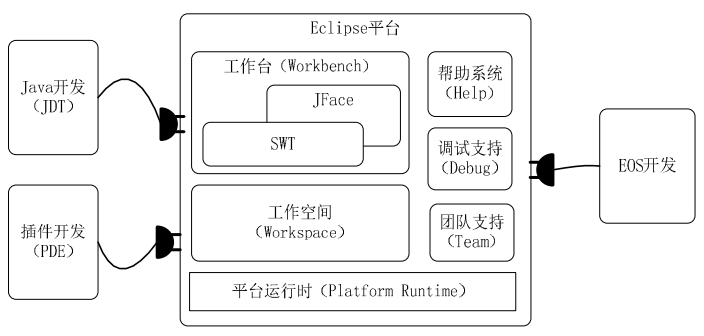 Eclipse平台
Java开发
（JDT）
工作台（Workbench）
JFace
SWT
帮助系统
（Help）
调试支持
（Debug）
EOS开发
插件开发
（PDE）
工作空间
（Workspace）
团队支持
（Team）
平台运行时（Platform Runtime）